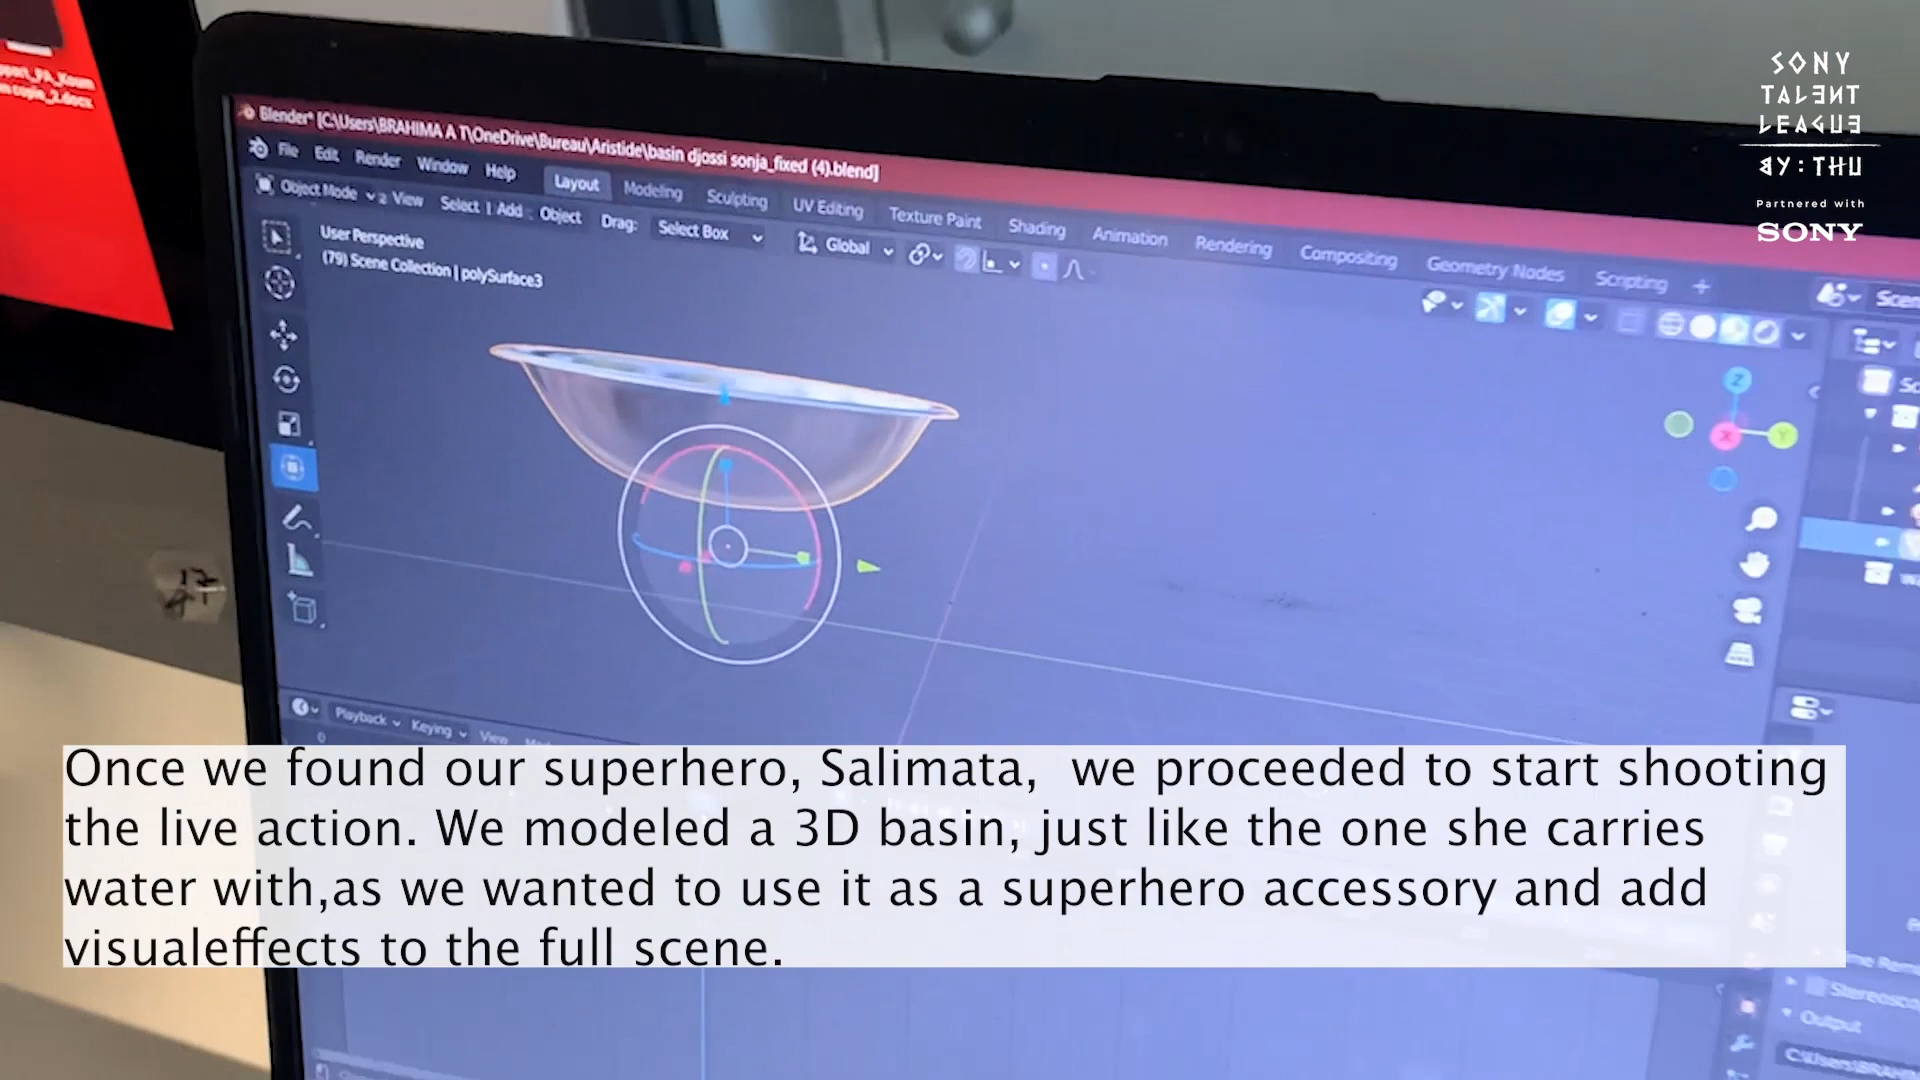 SONY
TALENT
LEAGUE
BY:THU
Partnered with
SONY
Blender* [C:\Users\BRAHIMA A T\OneDrive\Bureau\Aristide\basin djossi sonja_fixed (4).blend]
File Edit Render Window Help Layout Modeling Sculpting UV Editing Texture Paint Shading Animation Rendering Compositing Geometry Nodes Scripting +
Object Mode View Select Add Object Drag: Select Box Global
User Perspective
(79) Scene Collection | polySurface3
Z
X Y
Playback Keying View
0
Once we found our superhero, Salimata, we proceeded to start shooting
the live action. We modeled a 3D basin, just like the one she carries
water with,as we wanted to use it as a superhero accessory and add
visualeffects to the full scene.
Output